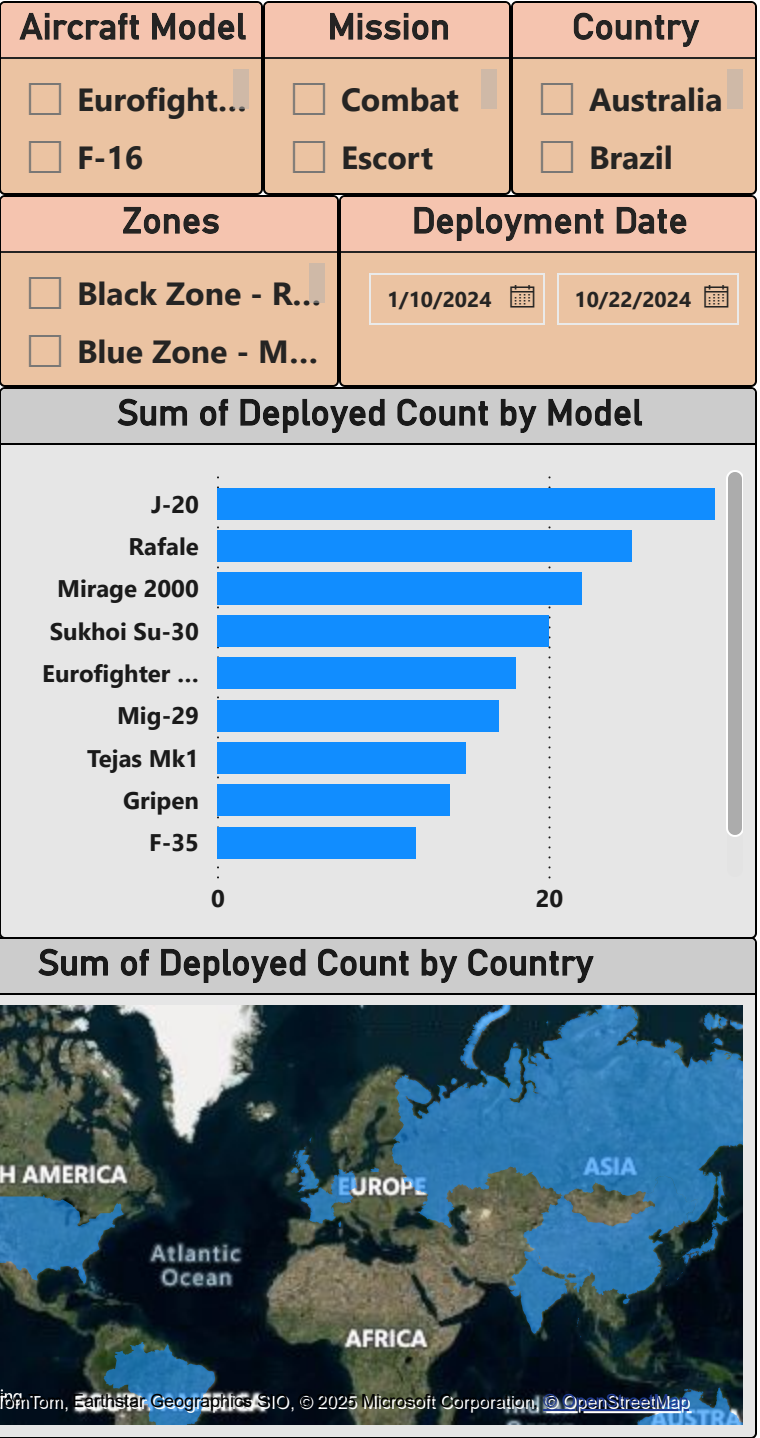 Aircraft Model
Mission
Country
Eurofight...
F-16
Combat
Escort
Australia
Brazil
Zones
Deployment Date
Black Zone - R...
Blue Zone - M...
1/10/2024
10/22/2024
Sum of Deployed Count by Model
J-20
Rafale
Mirage 2000
Sukhoi Su-30
Eurofighter ...
Mig-29
Tejas Mk1
Gripen
F-35
0
20
Sum of Deployed Count by Country
H AMERICA
EUROPE
ASIA
Atlantic
Ocean
AFRICA
omTom, Earthstar Geographics SIO, © 2025 Microsoft Corporation, © OpenStreetMap
AUSTRA